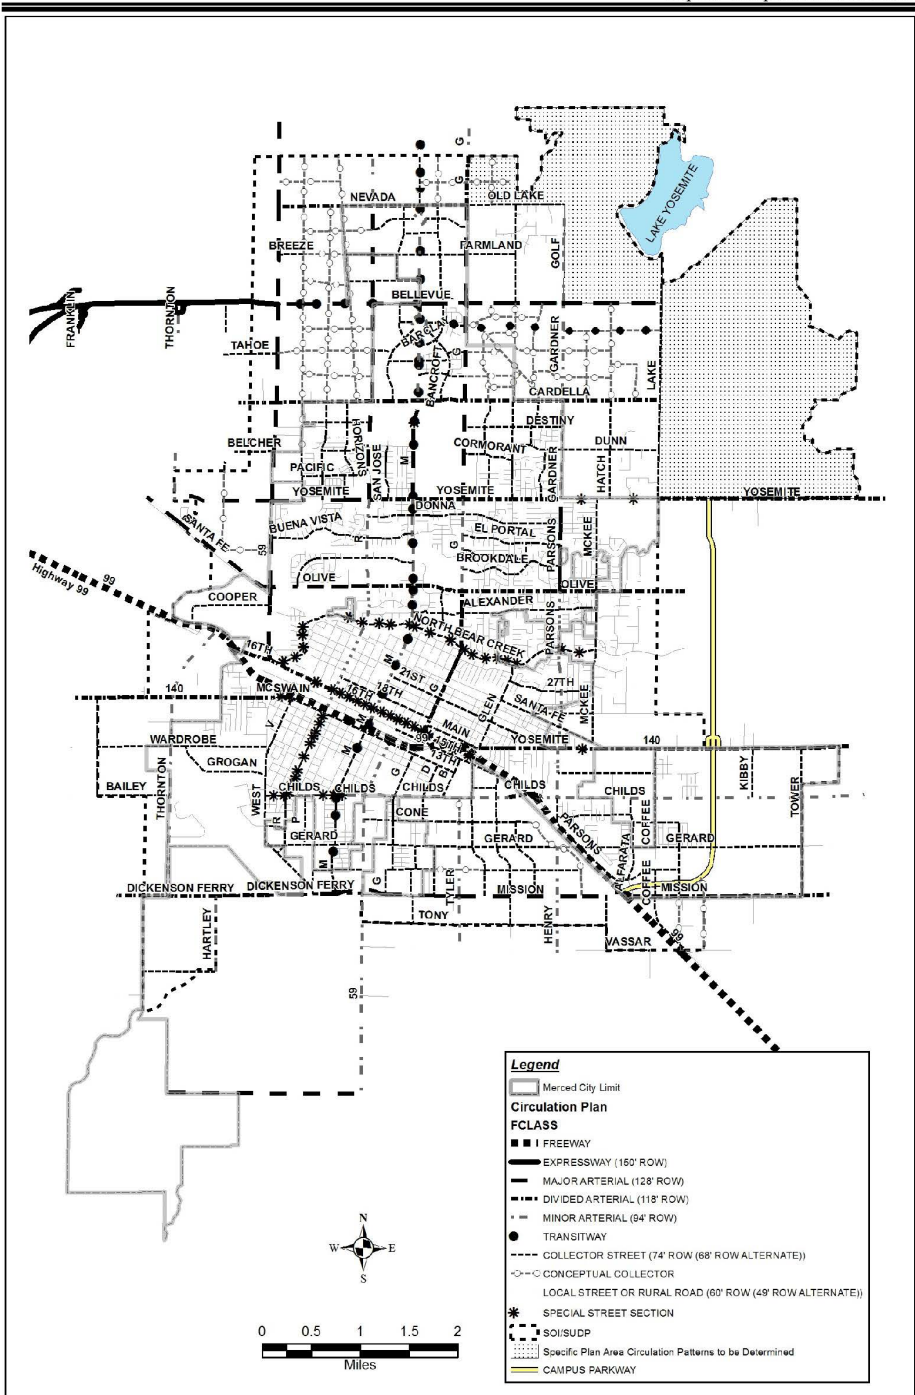 G
G
NEVADA
OLD LAKE
LAKE YOSEMITE
BREEZE
FARMLAND
GOLF
BELLEVUE
FRANKLIN
THORNTON
BARCLAY
TAHOE
G
GARDNER
BANCROFT
LAKE
CARDELLA
DESTINY
HORIZONS
BELCHER
CORMORANT
DUNN
SAN JOSE
M
PACIFIC
GARDNER
HATCH
YOSEMITE
YOSEMITE
YOSEMITE
DONNA
SANTA FE
BUENA VISTA
EL PORTAL
PARSONS
MCKEE
R
59
G
BROOKDALE
99
Highway 99
OLIVE
OLIVE
COOPER
ALEXANDER
PARSONS
NORTH BEAR CREEK
16TH
M
21ST
27TH
140
MCSWAIN
16TH
18TH
G
GLEN
SANTA FE
MCKEE
V
M
MAIN
WARDROBE
M
99
15TH
13TH
YOSEMITE
140
GROGAN
G
D
B
KIBBY
BAILEY
THORNTON
WEST
CHILDS
CHILDS
CHILDS
CHILDS
CHILDS
TOWER
R
P
CONE
COFFEE
GERARD
GERARD
PARSONS
GERARD
M
ALFARATA
DICKENSON FERRY
DICKENSON FERRY
G
TYLER
MISSION
COFFEE
MISSION
HARTLEY
TONY
HENRY
VASSAR
99
59
Legend
Merced City Limit
Circulation Plan
FCLASS
FREEWAY
EXPRESSWAY (150' ROW)
MAJOR ARTERIAL (128' ROW)
DIVIDED ARTERIAL (118' ROW)
MINOR ARTERIAL (94' ROW)
TRANSITWAY
COLLECTOR STREET (74' ROW (68' ROW ALTERNATE))
CONCEPTUAL COLLECTOR
LOCAL STREET OR RURAL ROAD (60' ROW (49' ROW ALTERNATE))
SPECIAL STREET SECTION
SOI/SUDP
Specific Plan Area Circulation Patterns to be Determined
CAMPUS PARKWAY
N
W E
S
0 0.5 1 1.5 2
Miles